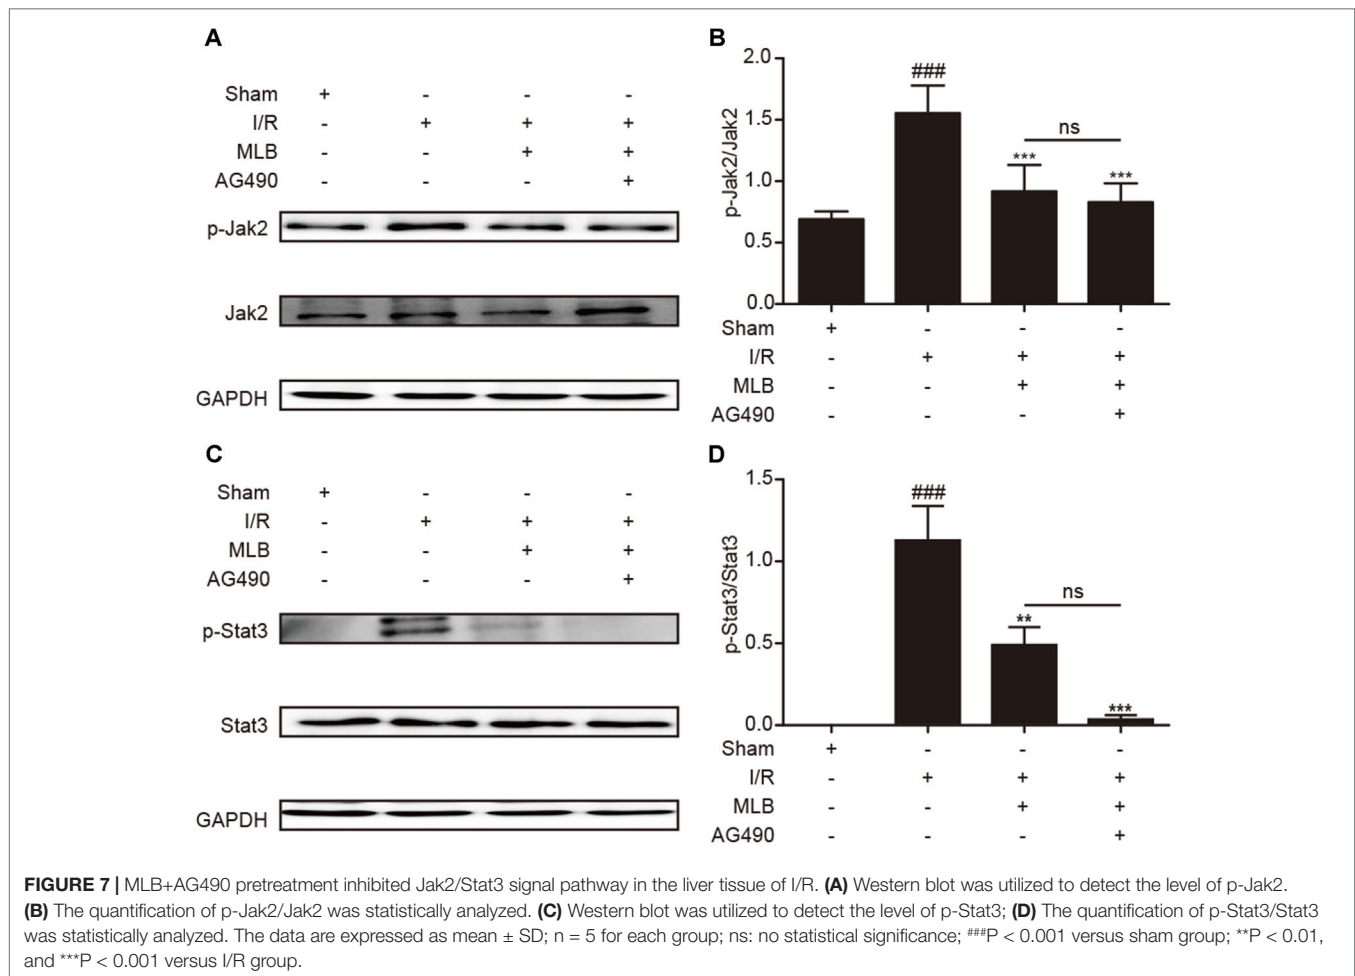 A
Sham + - - -
I/R - + + +
MLB - - + +
AG490 - - - +
p-Jak2
Jak2
GAPDH
B
2.0
1.5
1.0
0.5
0.0
p-Jak2/Jak2
###
***
ns
***
Sham + - - -
I/R - + + +
MLB - - + +
AG490 - - - +
C
Sham + - - -
I/R - + + +
MLB - - + +
AG490 - - - +
p-Stat3
Stat3
GAPDH
D
1.5
1.0
0.5
0.0
p-Stat3/Stat3
###
**
ns
***
Sham + - - -
I/R - + + +
MLB - - + +
AG490 - - - +
FIGURE 7 | MLB+AG490 pretreatment inhibited Jak2/Stat3 signal pathway in the liver tissue of I/R. (A) Western blot was utilized to detect the level of p-Jak2.
(B) The quantification of p-Jak2/Jak2 was statistically analyzed. (C) Western blot was utilized to detect the level of p-Stat3; (D) The quantification of p-Stat3/Stat3
was statistically analyzed. The data are expressed as mean ± SD; n = 5 for each group; ns: no statistical significance; ###P < 0.001 versus sham group; **P < 0.01,
and ***P < 0.001 versus I/R group.